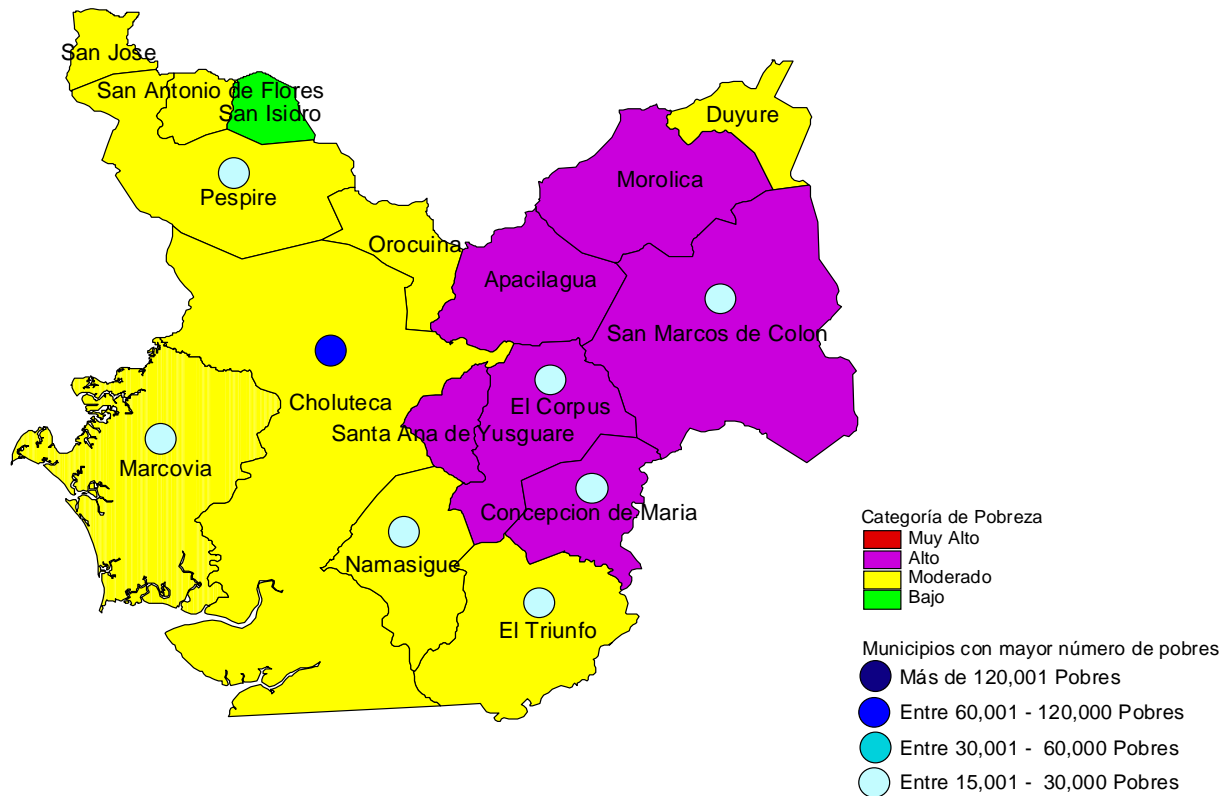 San Jose
San Antonio de Flores
San Isidro
Duyure
Pespire
Morolica
Orocuina
Apacilagua
San Marcos de Colon
Choluteca
El Corpus
Santa Ana de Yusguare
Marcovia
Concepcion de Maria
Namasigue
El Triunfo
Categoría de Pobreza
Muy Alto
Alto
Moderado
Bajo
Municipios con mayor número de pobres
Más de 120,001 Pobres
Entre 60,001 - 120,000 Pobres
Entre 30,001 - 60,000 Pobres
Entre 15,001 - 30,000 Pobres